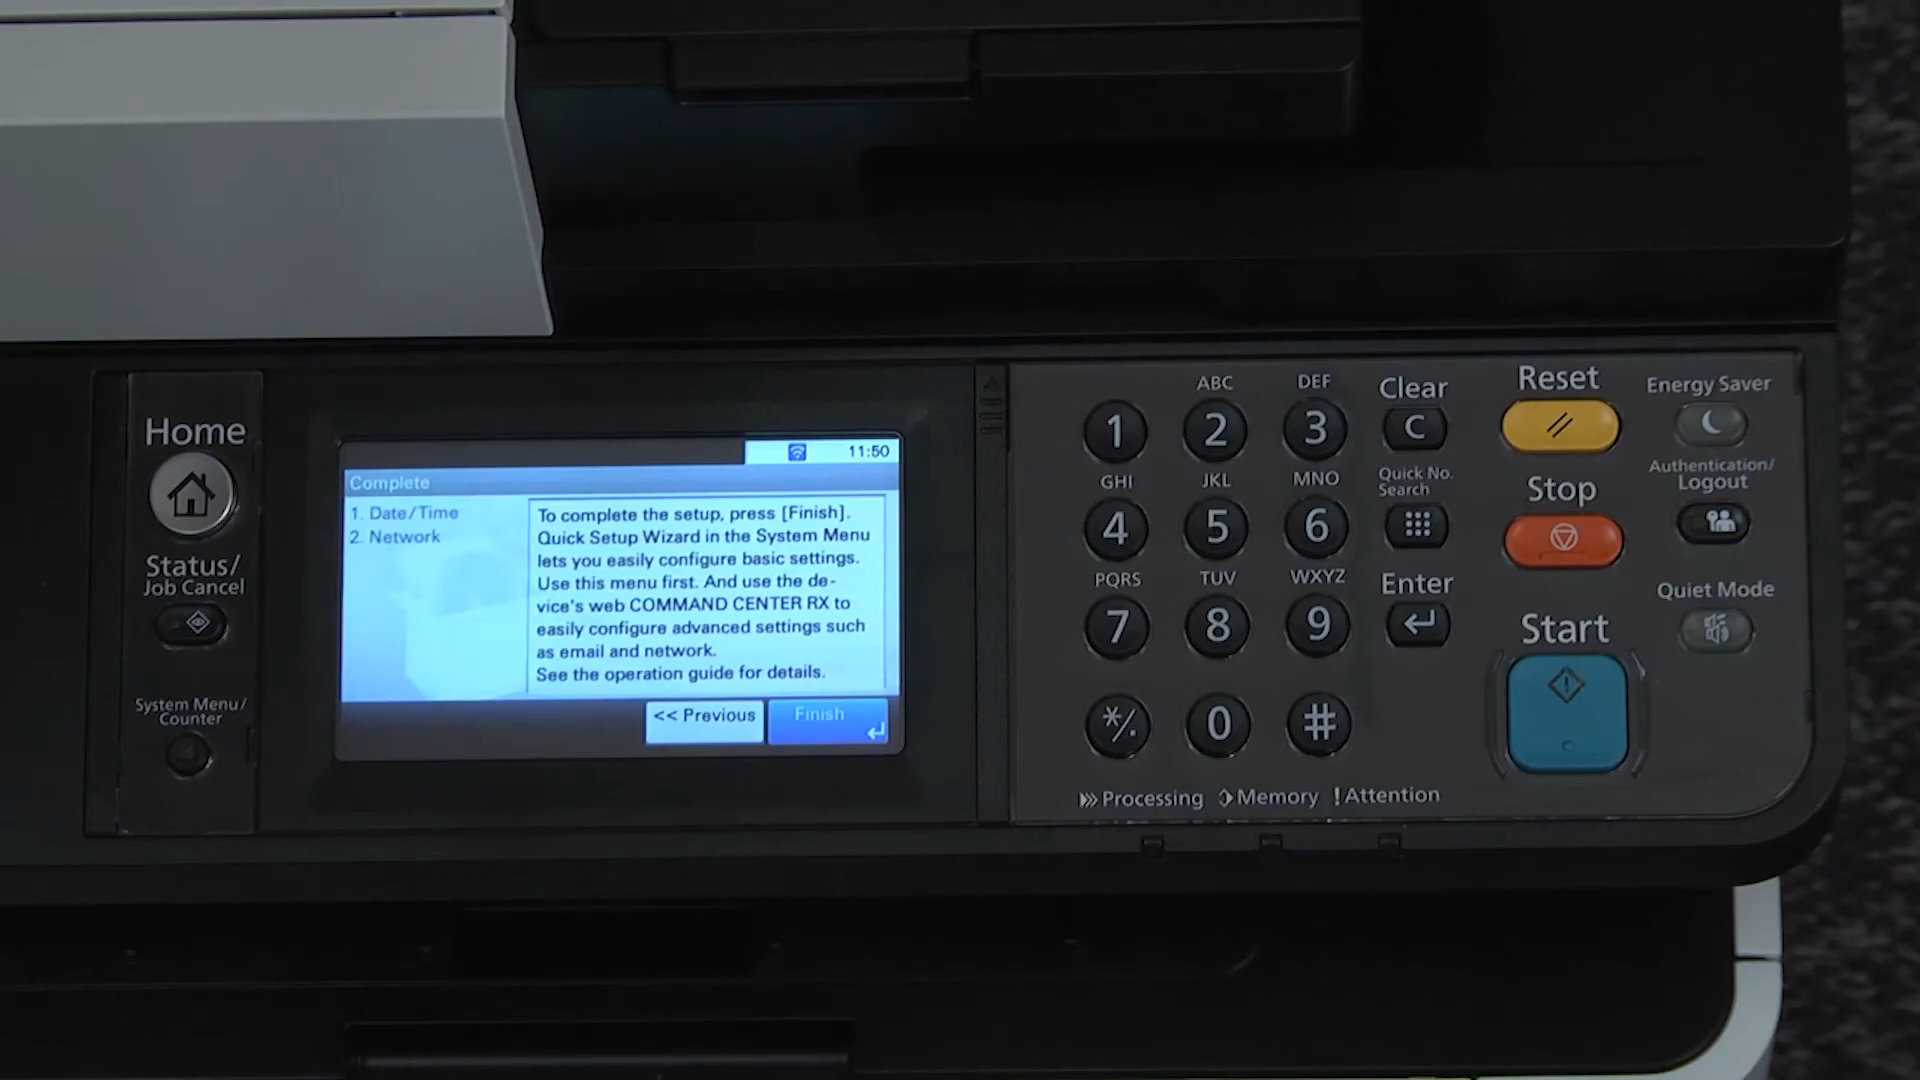 Home
Status/
Job Cancel
System Menu/
Counter
11:50
Complete
1. Date/Time
2. Network
To complete the setup, press [Finish].
Quick Setup Wizard in the System Menu
lets you easily configure basic settings.
Use this menu first. And use the de-
vice's web COMMAND CENTER RX to
easily configure advanced settings such
as email and network.
See the operation guide for details.
<< Previous
Finish
ABC
DEF
1
2
3
GHI
JKL
MNO
4
5
6
PQRS
TUV
WXYZ
7
8
9
*/.
0
#
Clear
C
Quick No.
Search
Enter
Reset
Stop
Start
Energy Saver
Authentication/
Logout
Quiet Mode
Processing
Memory
!Attention